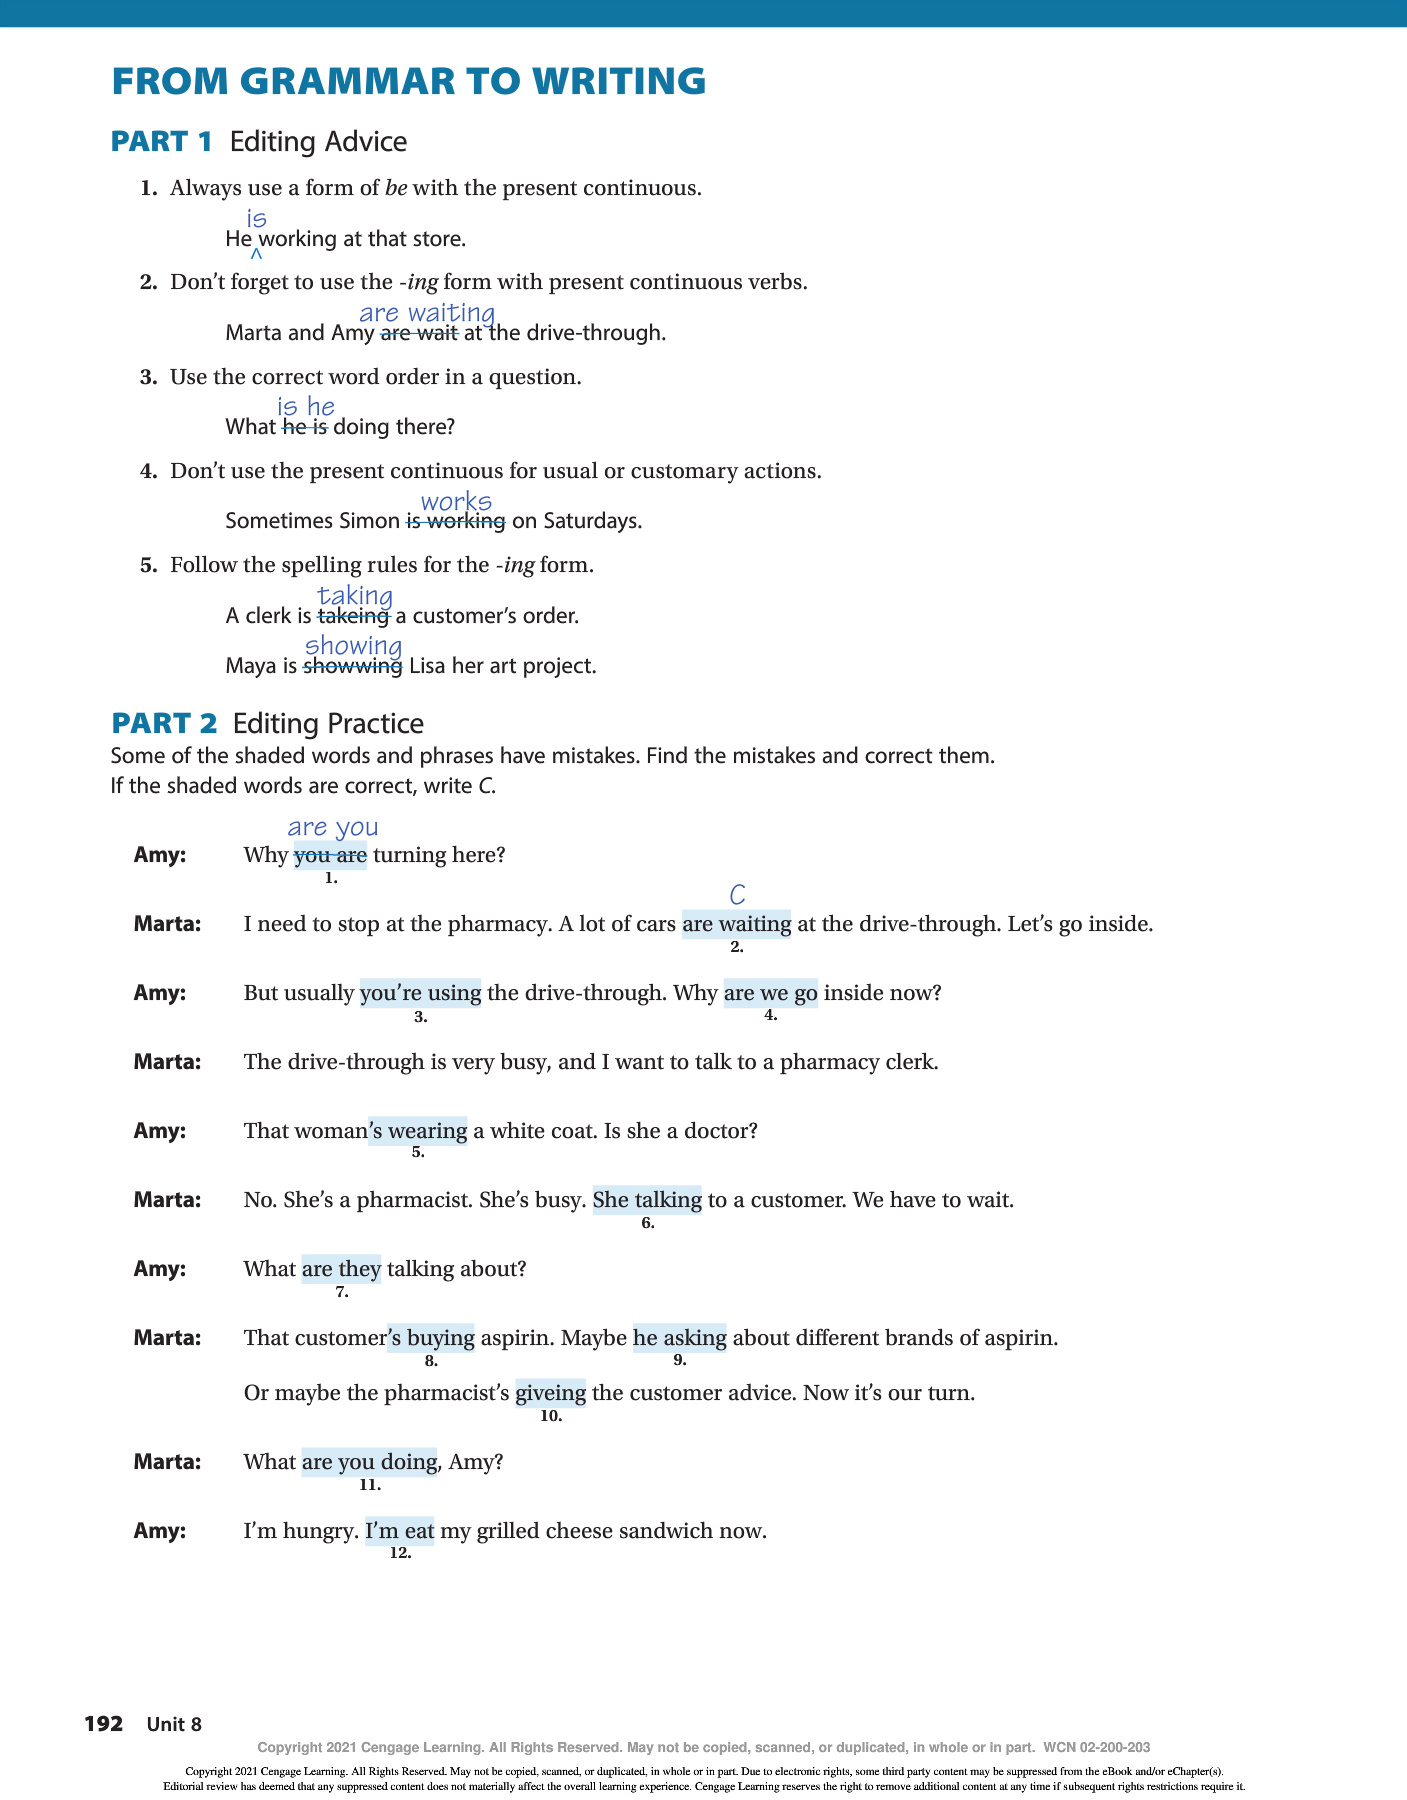 FROM GRAMMAR TO WRITING
PART 1 Editing Advice
1. Always use a form of be with the present continuous.
is
He ^ working at that store.
2. Don’t forget to use the -ing form with present continuous verbs.
are waiting
Marta and Amy are wait at the drive-through.
3. Use the correct word order in a question.
is he
What he is doing there?
4. Don’t use the present continuous for usual or customary actions.
works
Sometimes Simon is working on Saturdays.
5. Follow the spelling rules for the -ing form.
taking
A clerk is takeing a customer’s order.
showing
Maya is showwing Lisa her art project.
PART 2 Editing Practice
Some of the shaded words and phrases have mistakes. Find the mistakes and correct them.
If the shaded words are correct, write C.
are you
Amy: Why you are turning here?
1.
C
Marta: I need to stop at the pharmacy. A lot of cars are waiting at the drive-through. Let’s go inside.
2.
Amy: But usually you’re using the drive-through. Why are we go inside now?
3. 4.
Marta: The drive-through is very busy, and I want to talk to a pharmacy clerk.
Amy: That woman’s wearing a white coat. Is she a doctor?
5.
Marta: No. She’s a pharmacist. She’s busy. She talking to a customer. We have to wait.
6.
Amy: What are they talking about?
7.
Marta: That customer’s buying aspirin. Maybe he asking about different brands of aspirin.
8. 9.
Or maybe the pharmacist’s giveing the customer advice. Now it’s our turn.
10.
Marta: What are you doing, Amy?
11.
Amy: I’m hungry. I’m eat my grilled cheese sandwich now.
12.
192 Unit 8
Copyright 2021 Cengage Learning. All Rights Reserved. May not be copied, scanned, or duplicated, in whole or in part. WCN 02-200-203
Copyright 2021 Cengage Learning. All Rights Reserved. May not be copied, scanned, or duplicated, in whole or in part. Due to electronic rights, some third party content may be suppressed from the eBook and/or eChapter(s).
Editorial review has deemed that any suppressed content does not materially affect the overall learning experience. Cengage Learning reserves the right to remove additional content at any time if subsequent rights restrictions require it.